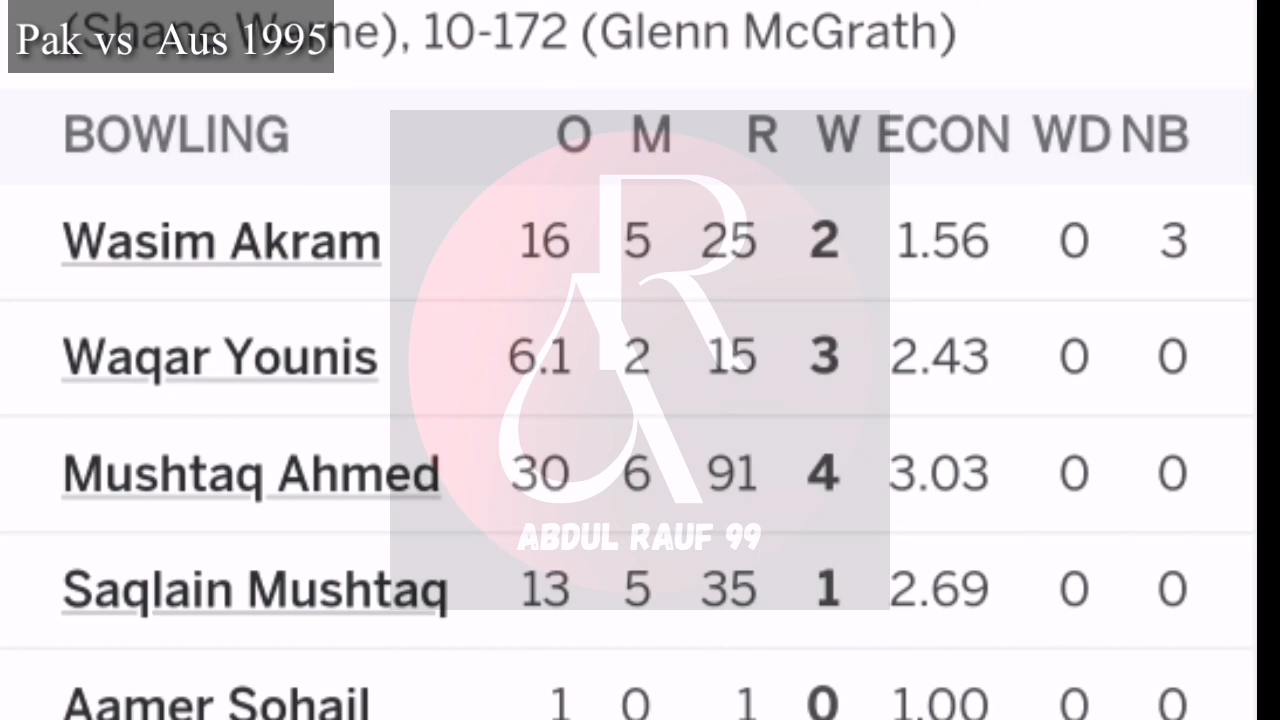 (Shane Warne), 10-172 (Glenn McGrath)
Pak vs Aus 1995
BOWLING O M R W ECON WD NB
Wasim Akram 16 5 25 2 1.56 0 3
Waqar Younis 6.1 2 15 3 2.43 0 0
Mushtaq Ahmed 30 6 91 4 3.03 0 0
ABDUL RAUF 99
Saqlain Mushtaq 13 5 35 1 2.69 0 0
Aamer Sohail 1 0 1 0 1.00 0 0